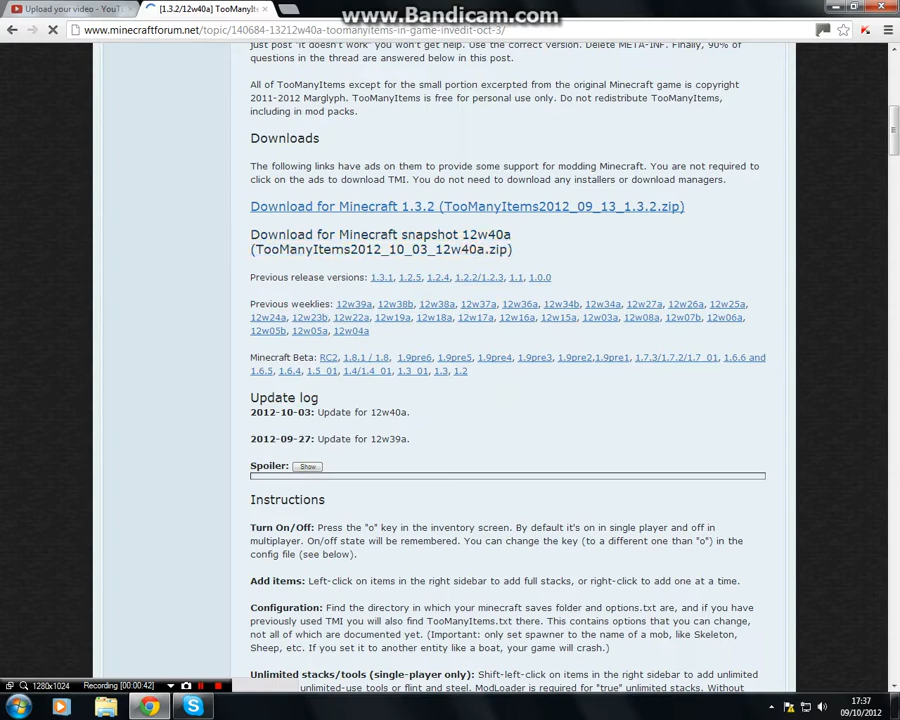 www.Bandicam.com
Upload your video - YouT
[1.3.2/12w40a] TooManyIt
www.minecraftforum.net/topic/140684-13212w40a-toomanyitems-in-game-invedit-oct-3/
just post "it doesn't work" you won't get help. Use the correct version. Delete META-INF. Finally, 90% of
questions in the thread are answered below in this post.
All of TooManyItems except for the small portion excerpted from the original Minecraft game is copyright
2011-2012 Marglyph. TooManyItems is free for personal use only. Do not redistribute TooManyItems,
including in mod packs.
Downloads
The following links have ads on them to provide some support for modding Minecraft. You are not required to
click on the ads to download TMI. You do not need to download any installers or download managers.
Download for Minecraft 1.3.2 (TooManyItems2012_09_13_1.3.2.zip)
Download for Minecraft snapshot 12w40a
(TooManyItems2012_10_03_12w40a.zip)
Previous release versions: 1.3.1, 1.2.5, 1.2.4, 1.2.2/1.2.3, 1.1, 1.0.0
Previous weeklies: 12w39a, 12w38b, 12w38a, 12w37a, 12w36a, 12w34b, 12w34a, 12w27a, 12w26a, 12w25a,
12w24a, 12w23b, 12w22a, 12w19a, 12w18a, 12w17a, 12w16a, 12w15a, 12w03a, 12w08a, 12w07b, 12w06a,
12w05b, 12w05a, 12w04a
Minecraft Beta: RC2, 1.8.1 / 1.8, 1.9pre6, 1.9pre5, 1.9pre4, 1.9pre3, 1.9pre2,1.9pre1, 1.7.3/1.7.2/1.7_01, 1.6.6 and
1.6.5, 1.6.4, 1.5_01, 1.4/1.4_01, 1.3_01, 1.3, 1.2
Update log
2012-10-03: Update for 12w40a.
2012-09-27: Update for 12w39a.
Spoiler: Show
Instructions
Turn On/Off: Press the "o" key in the inventory screen. By default it's on in single player and off in
multiplayer. On/off state will be remembered. You can change the key (to a different one than "o") in the
config file (see below).
Add items: Left-click on items in the right sidebar to add full stacks, or right-click to add one at a time.
Configuration: Find the directory in which your minecraft saves folder and options.txt are, and if you have
previously used TMI you will also find TooManyItems.txt there. This contains options that you can change,
not all of which are documented yet. (Important: only set spawner to the name of a mob, like Skeleton,
Sheep, etc. If you set it to another entity like a boat, your game will crash.)
Unlimited stacks/tools (single-player only): Shift-left-click on items in the right sidebar to add unlimited
unlimited-use tools or flint and steel. ModLoader is required for "true" unlimited stacks. Without
1280x1024 Recording [00:00:42]
17:37
09/10/2012